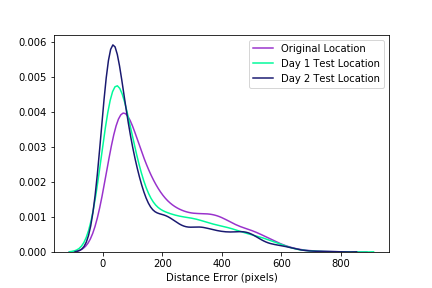 0.006
0.005
0.004
0.003
0.002
0.001
0.000
Original Location
Day 1 Test Location
Day 2 Test Location
0 200 400 600 800
Distance Error (pixels)